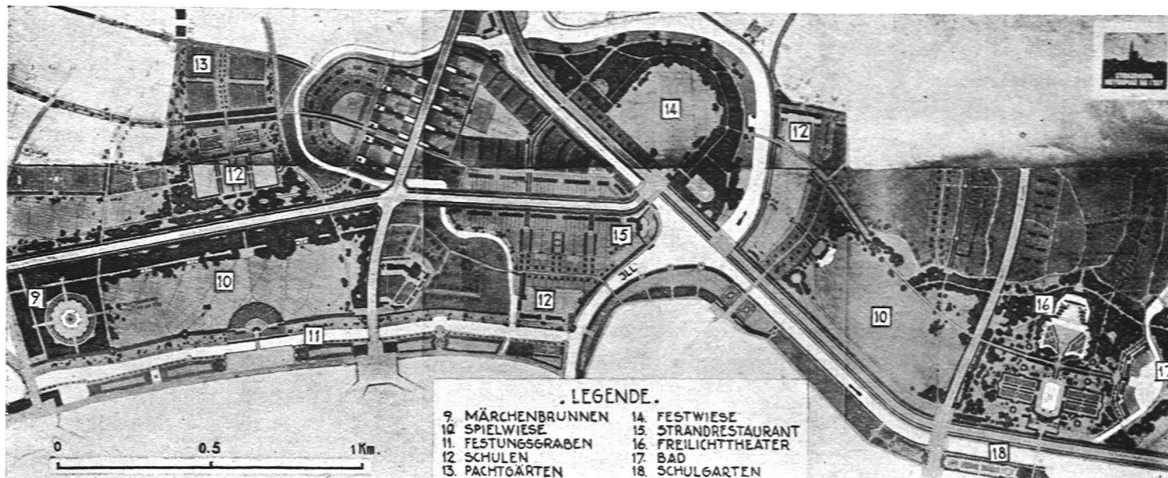 13
14
12
12
9
10
15
JLL
12
10
16
11
17
18
. LEGENDE .
9. MÄRCHENBRUNNEN
10 SPIELWIESE
11. FESTUNGSGRABEN
12 SCHULEN
13. PACHTGÄRTEN
14 FESTWIESE
15. STRANDRESTAURANT
16. FREILICHTTHEATER
17. BAD
18. SCHULGARTEN
0 0.5 1 Km.